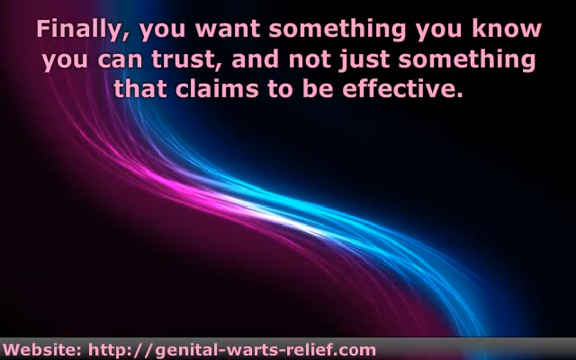 Finally, you want something you know
you can trust, and not just something
that claims to be effective.
Website: http://genital-warts-relief.com